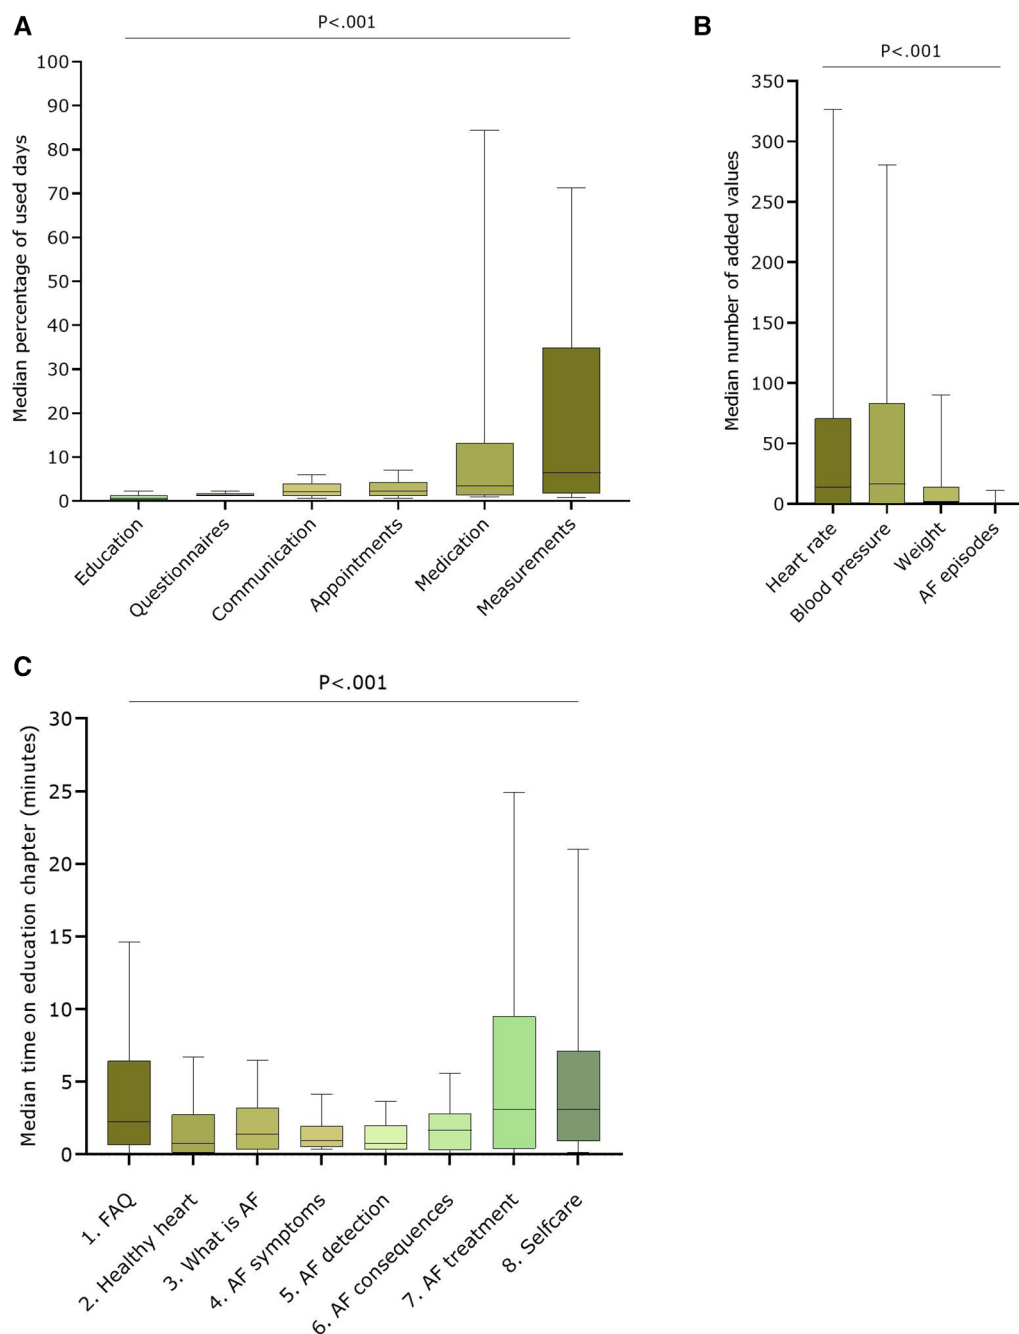 A
P<.001
Median percentage of used days
100
90
80
70
60
50
40
30
20
10
0
Education
Questionnaires
Communication
Appointments
Medication
Measurements
B
P<.001
Median number of added values
350
300
250
200
150
100
50
0
Heart rate
Blood pressure
Weight
AF episodes
C
P<.001
Median time on education chapter (minutes)
30
25
20
15
10
5
0
1. FAQ
2. Healthy heart
3. What is AF
4. AF symptoms
5. AF detection
6. AF consequences
7. AF treatment
8. Selfcare